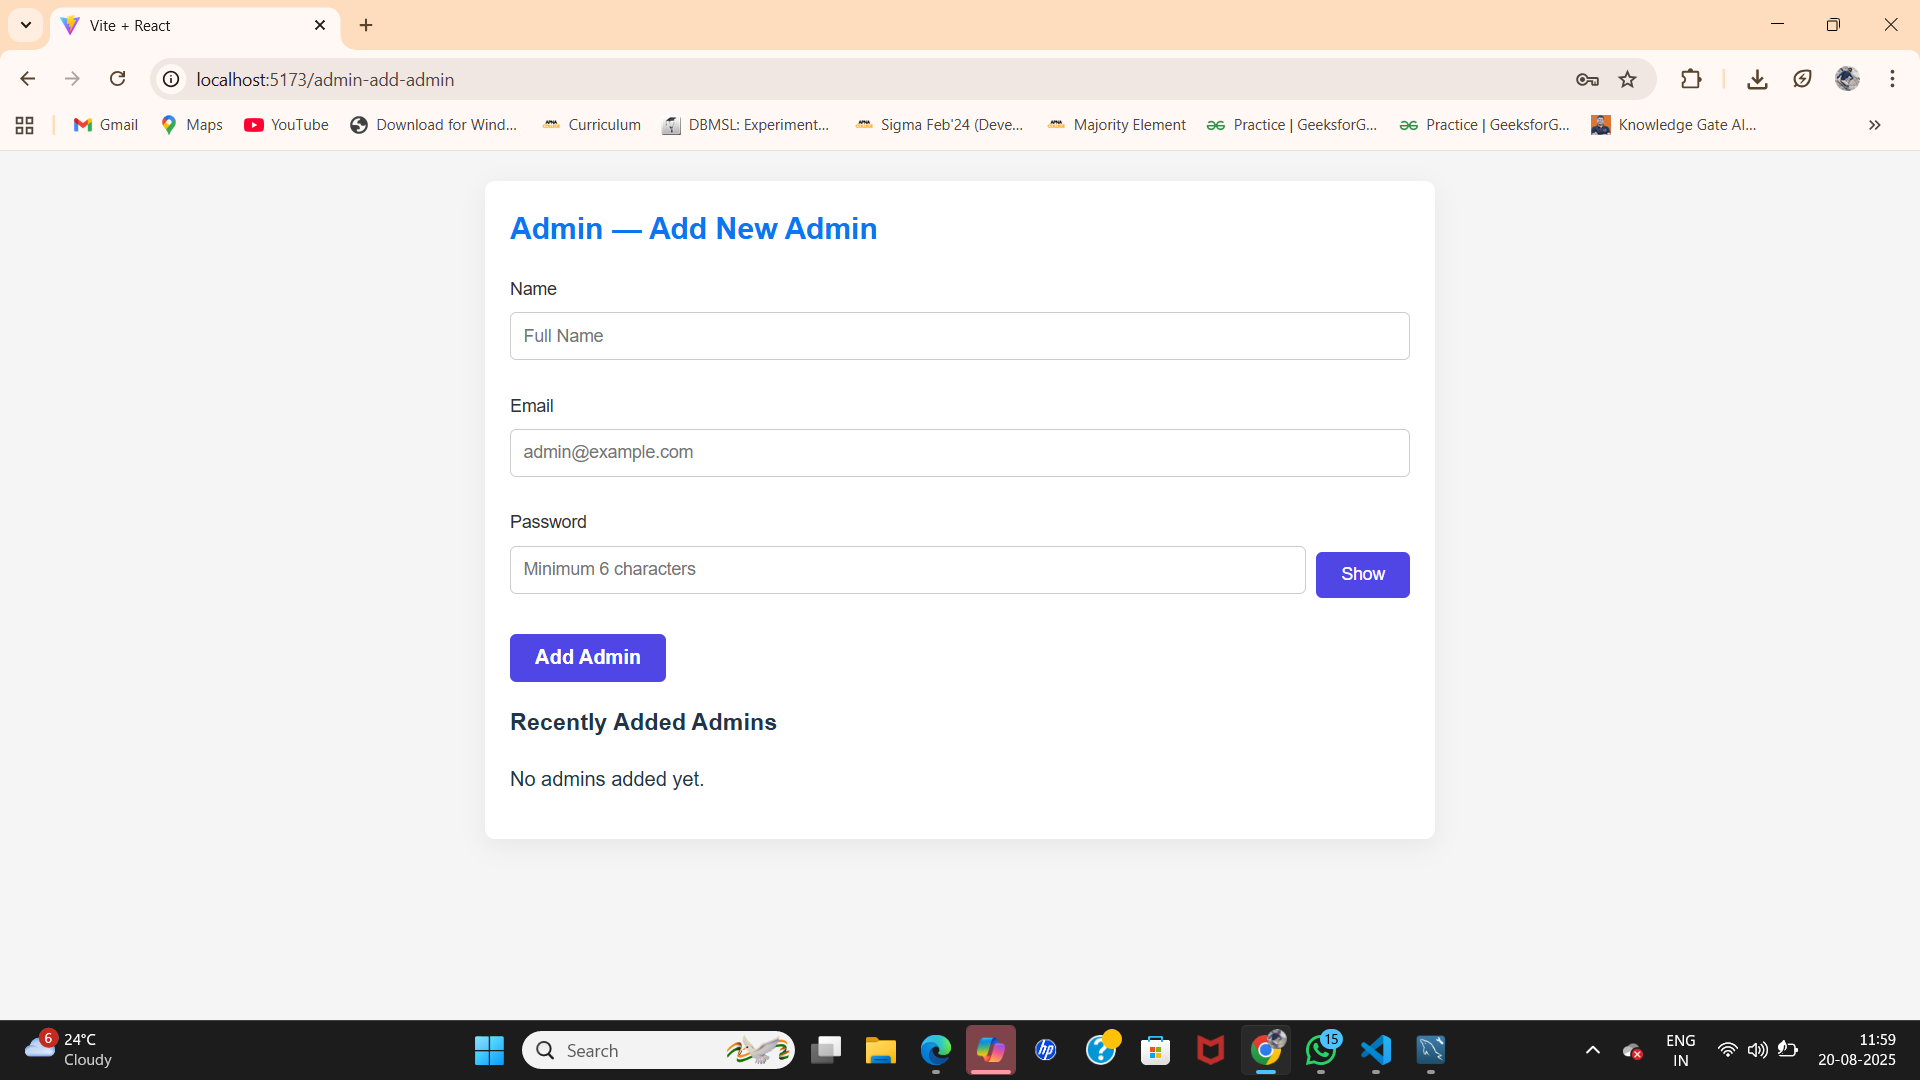 Vite + React
localhost:5173/admin-add-admin
Gmail
Maps
YouTube
Download for Wind...
Curriculum
DBMSL: Experiment...
Sigma Feb'24 (Deve...
Majority Element
Practice | GeeksforG...
Practice | GeeksforG...
Knowledge Gate AI...
Admin — Add New Admin
Name
Full Name
Email
admin@example.com
Password
Minimum 6 characters
Show
Add Admin
Recently Added Admins
No admins added yet.
6
24°C
Cloudy
Search
hp
15
ENG
IN
11:59
20-08-2025